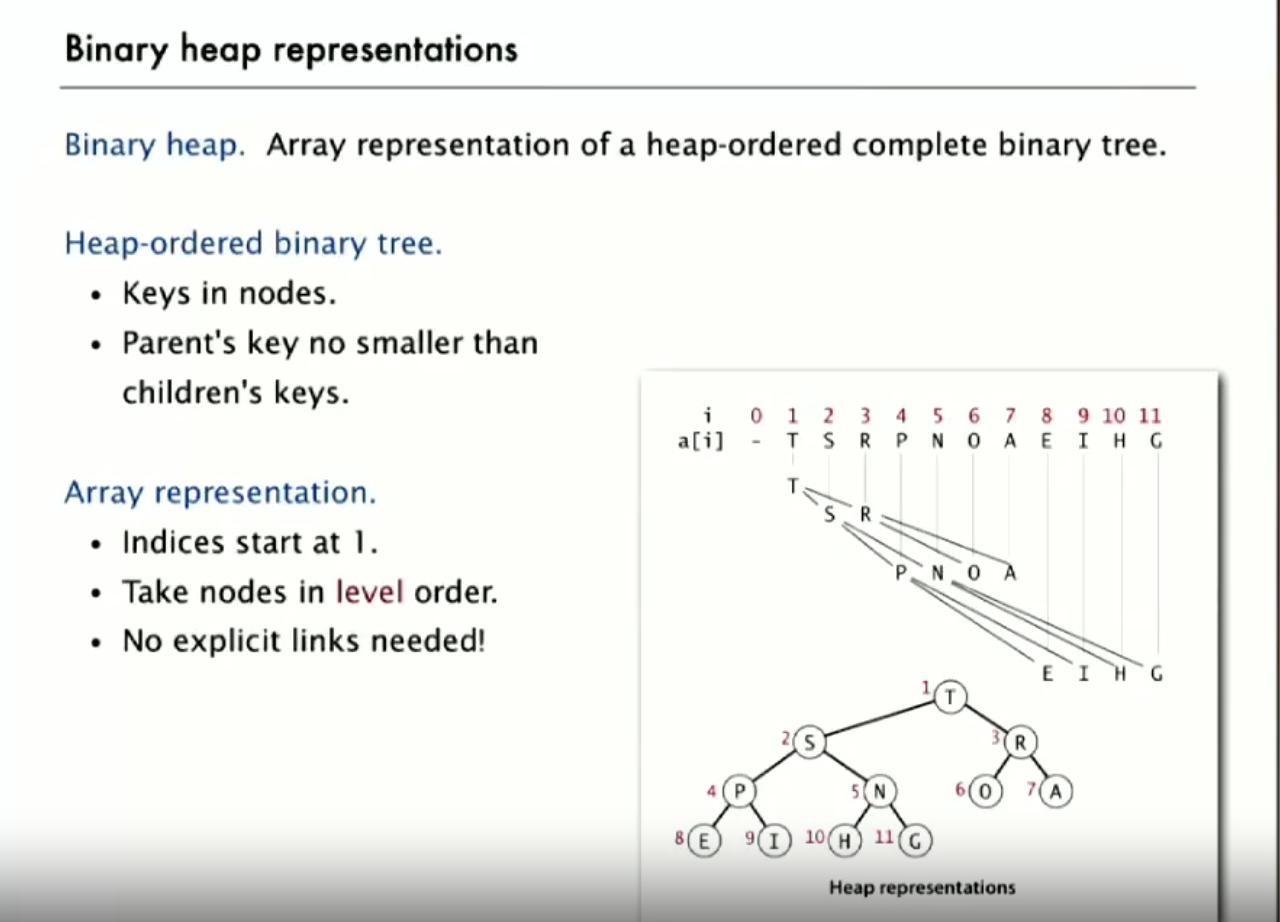 Binary heap representations
Binary heap. Array representation of a heap-ordered complete binary tree.
Heap-ordered binary tree.
• Keys in nodes.
• Parent's key no smaller than
children's keys.
Array representation.
• Indices start at 1.
• Take nodes in level order.
• No explicit links needed!
i 0 1 2 3 4 5 6 7 8 9 10 11
a[i] - T S R P N O A E I H G
T
S R
P N O A
E I H G
1 T
2 S 3 R
4 P 5 N 6 O 7 A
8 E 9 I 10 H 11 G
Heap representations